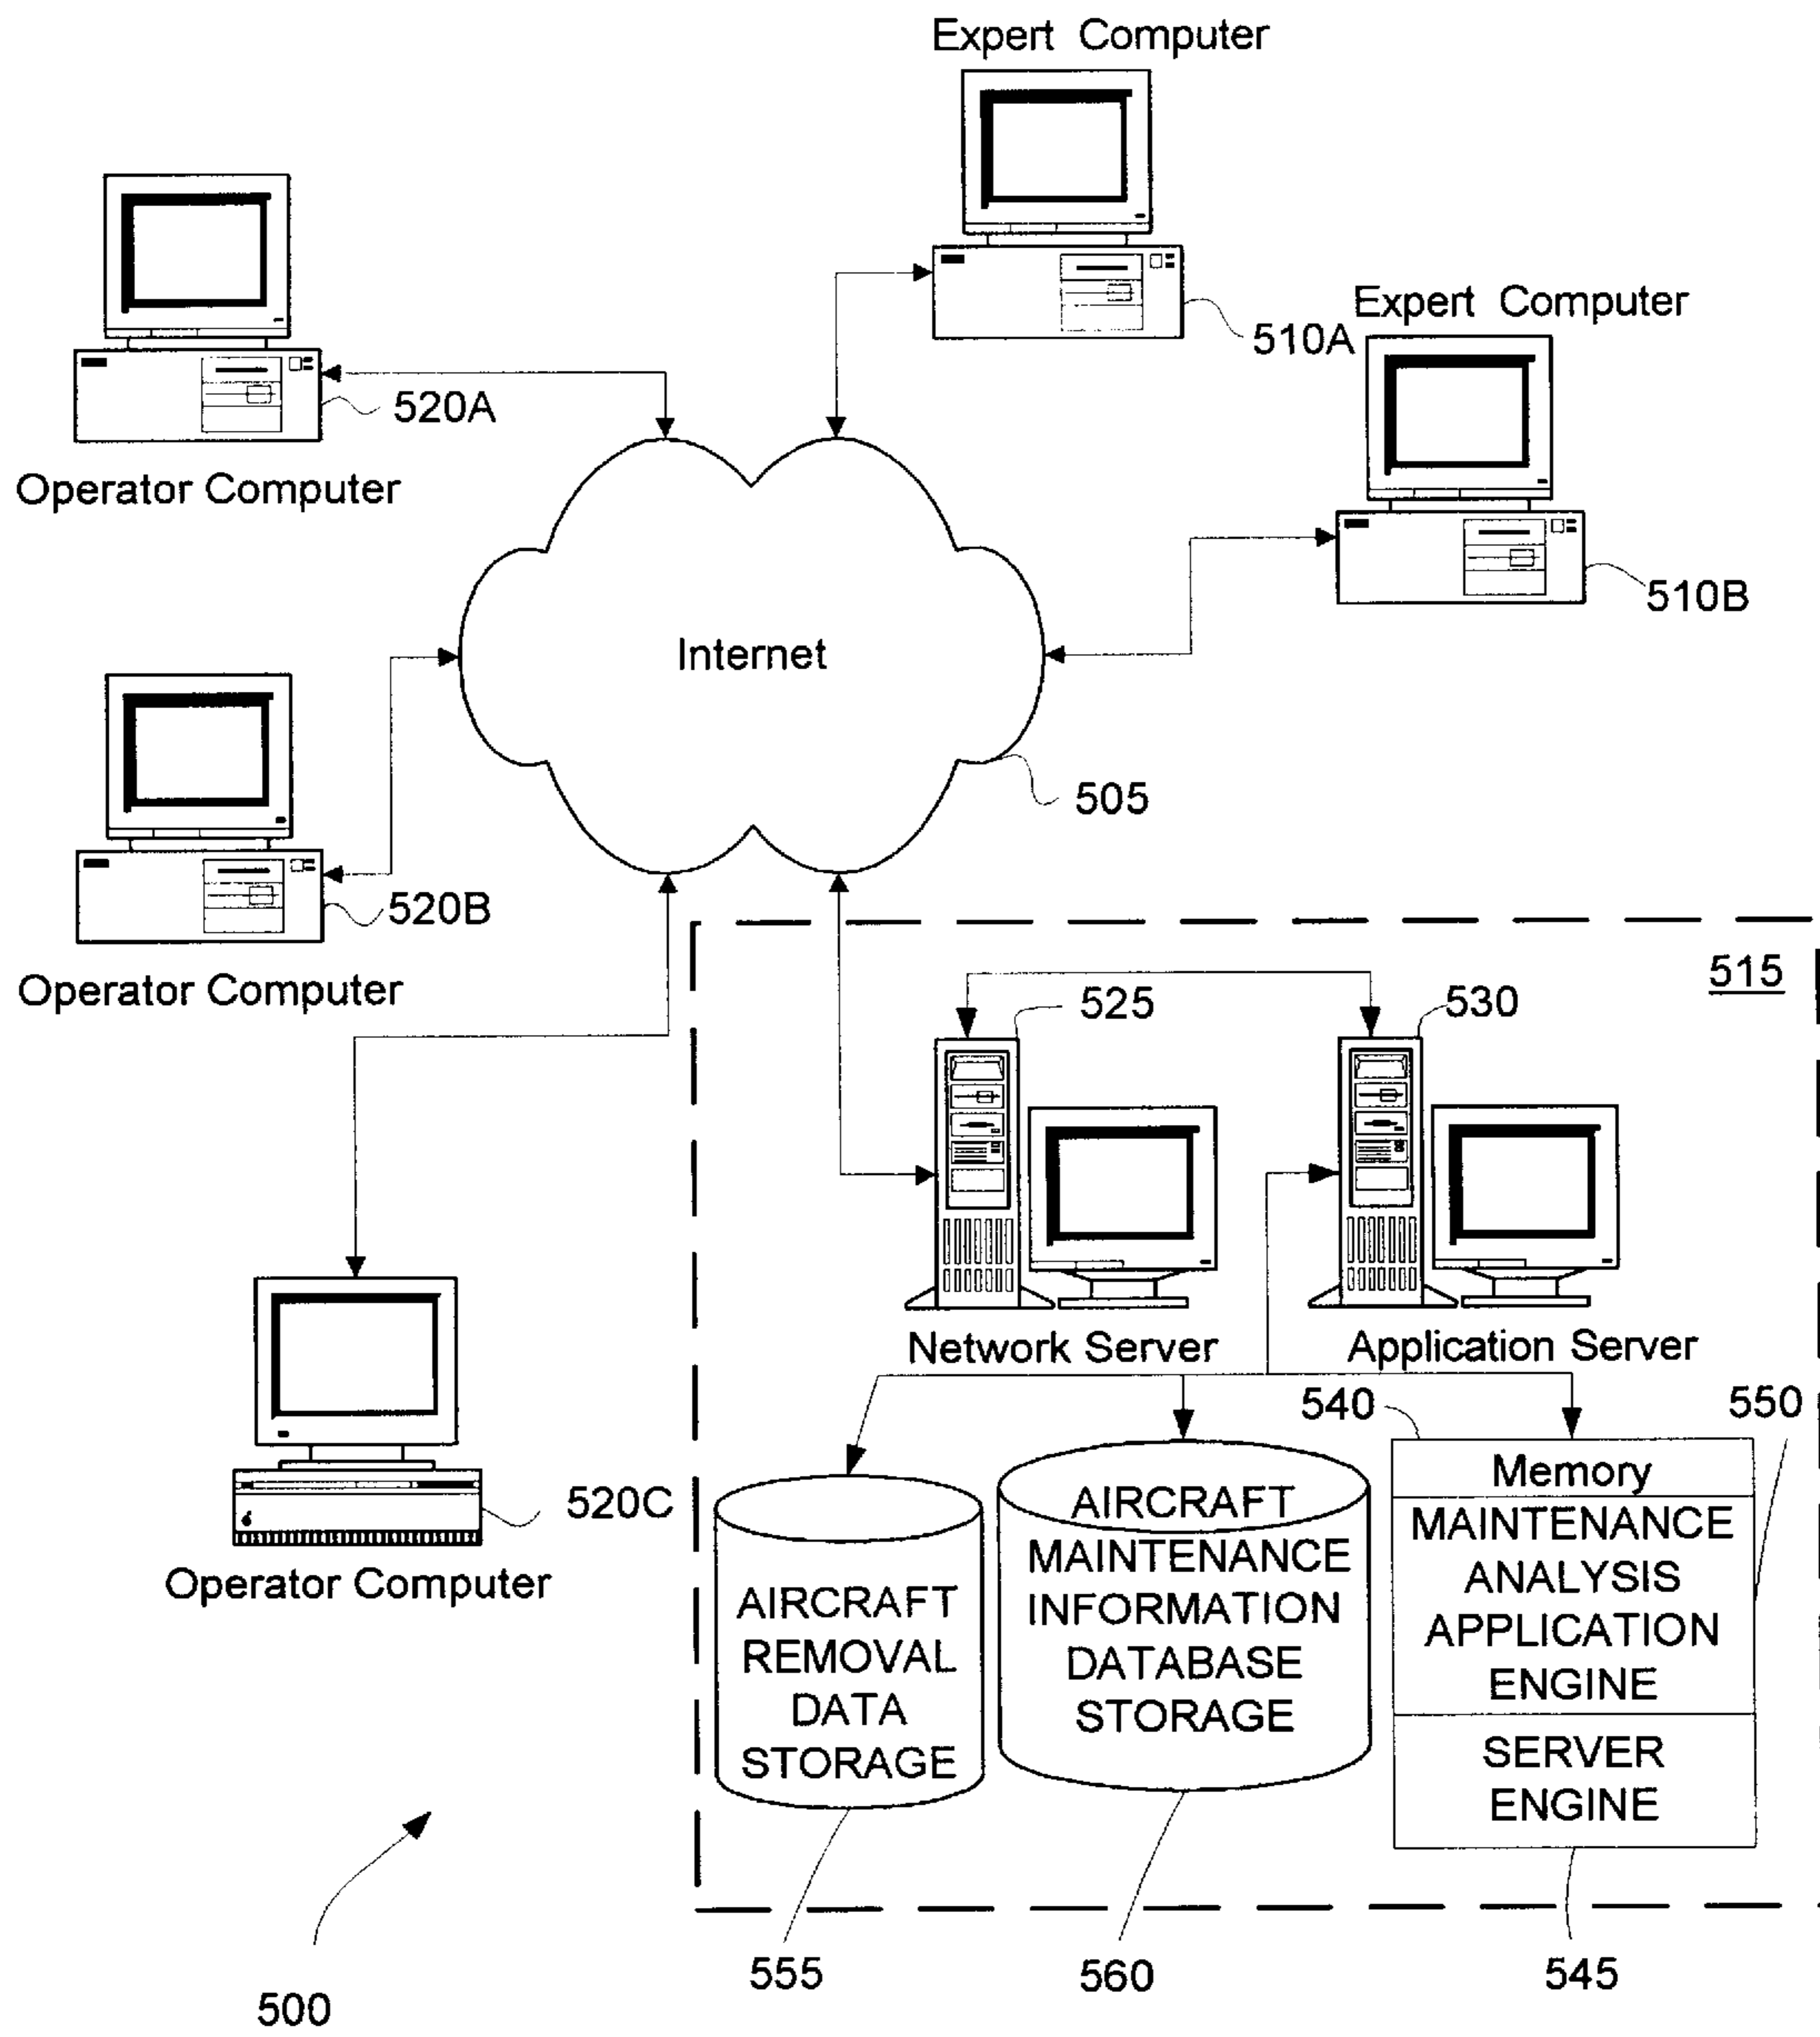 Expert Computer
510A
Expert Computer
510B
520A
Operator Computer
Internet
505
520B
Operator Computer
515
525
530
Network Server
Application Server
520C
Operator Computer
540
550
Memory
MAINTENANCE
ANALYSIS
APPLICATION
ENGINE
SERVER
ENGINE
AIRCRAFT
MAINTENANCE
INFORMATION
DATABASE
STORAGE
AIRCRAFT
REMOVAL
DATA
STORAGE
555
560
545
500